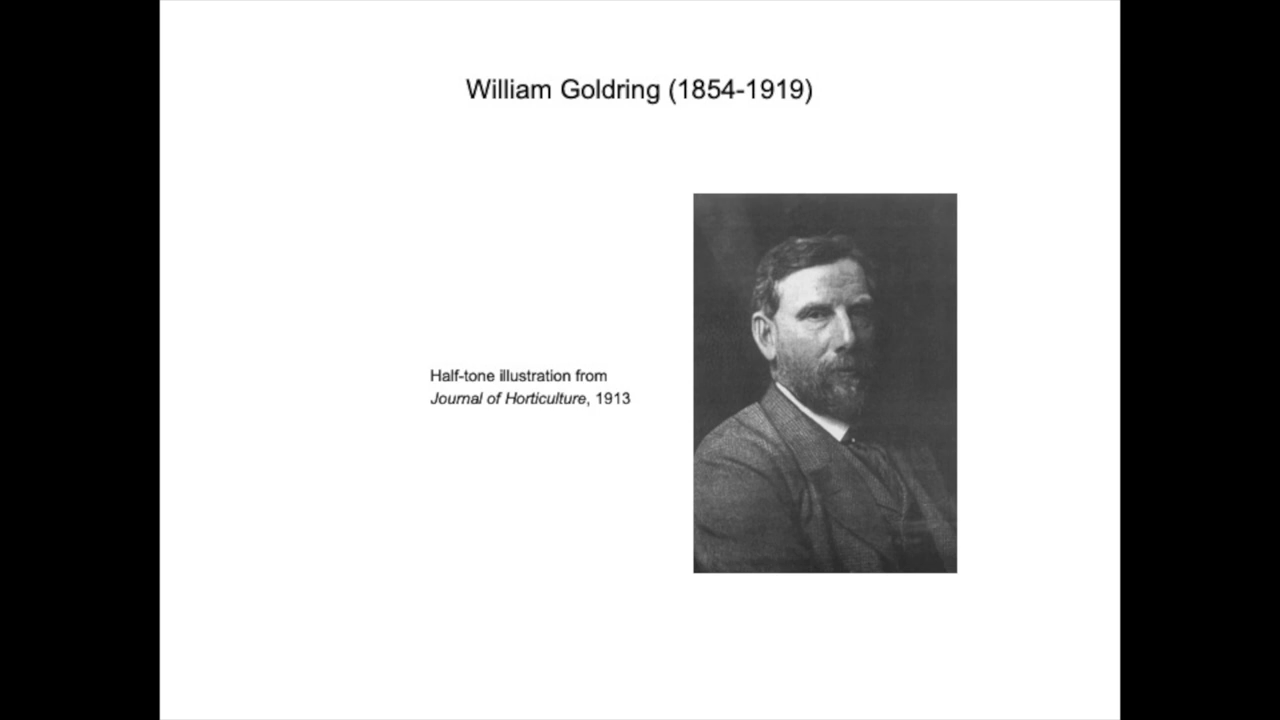 William Goldring (1854-1919)
Half-tone illustration from
Journal of Horticulture, 1913